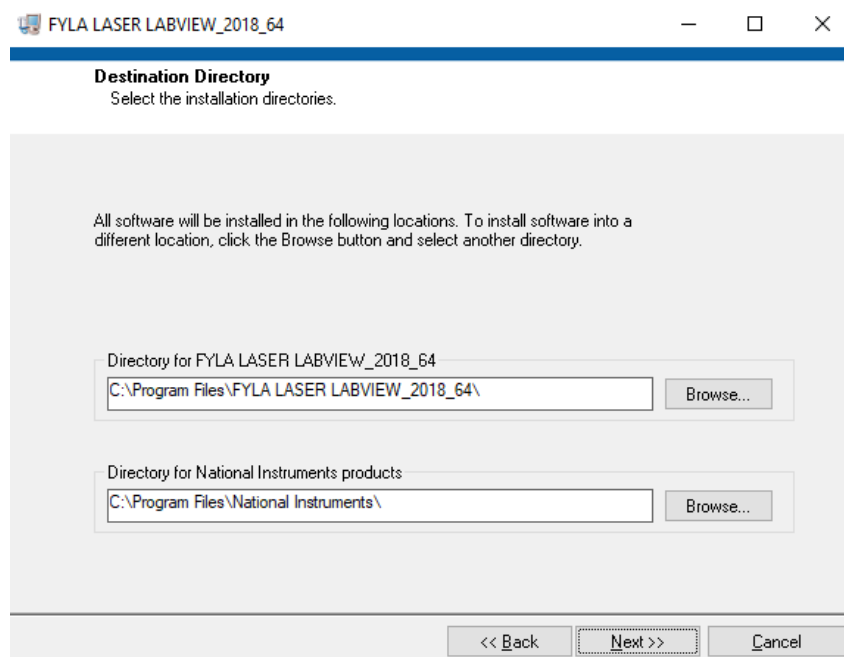 FYLA LASER LABVIEW_2018_64
Destination Directory
Select the installation directories.
All software will be installed in the following locations. To install software into a
different location, click the Browse button and select another directory.
Directory for FYLA LASER LABVIEW_2018_64
C:\Program Files\FYLA LASER LABVIEW_2018_64\
Browse...
Directory for National Instruments products
C:\Program Files\National Instruments\
Browse...
<< Back
Next >>
Cancel